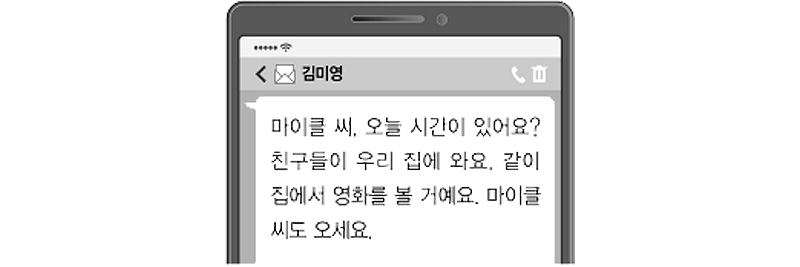 김미영
마이클 씨, 오늘 시간이 있어요?
친구들이 우리 집에 와요. 같이
집에서 영화를 볼 거예요. 마이클
씨도 오세요.